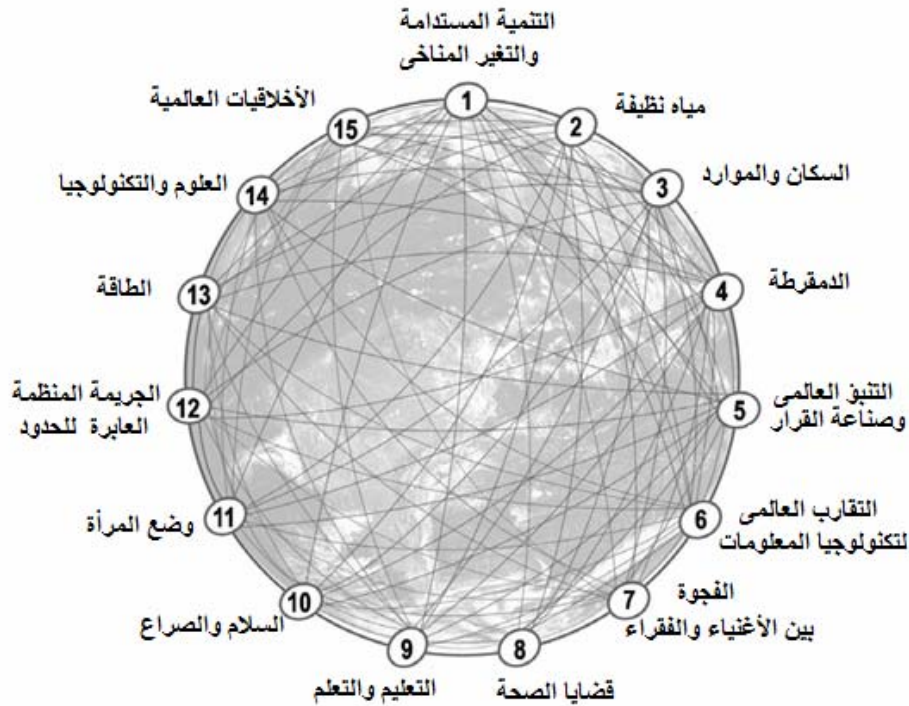 التنمية المستدامة
والتغير المناخى
1
مياه نظيفة
2
السكان والموارد
3
الدمقرطة
4
التنبؤ العالمى
وصناعة القرار
5
التقارب العالمى
لتكنولوجيا المعلومات
6
الفجوة
بين الأغنياء والفقراء
7
قضايا الصحة
8
التعليم والتعلم
9
السلام والصراع
10
وضع المرأة
11
الجريمة المنظمة
العابرة للحدود
12
الطاقة
13
العلوم والتكنولوجيا
14
الأخلاقيات العالمية
15